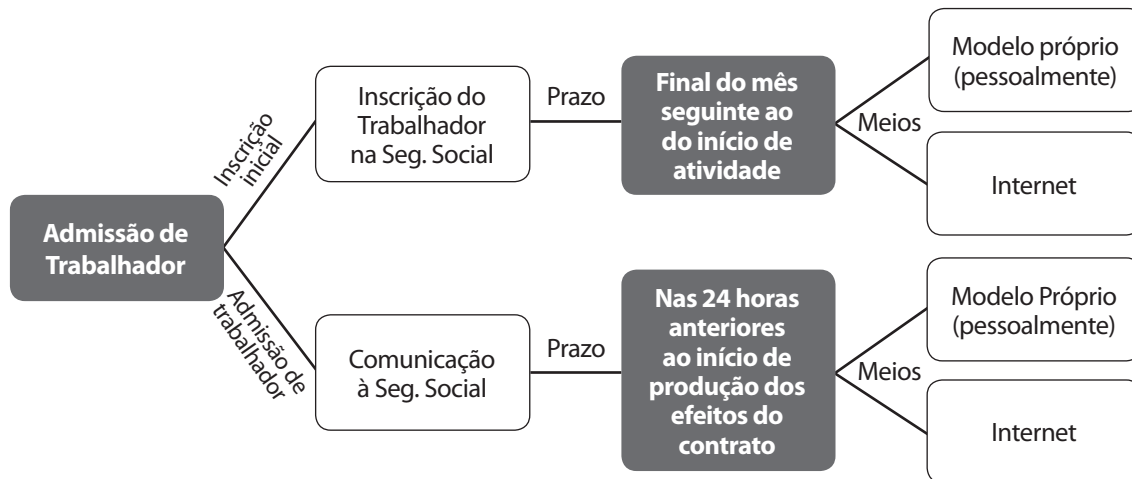 Admissão de
Trabalhador
Inscrição
inicial
Inscrição do
Trabalhador
na Seg. Social
Prazo
Final do mês
seguinte ao
do início de
atividade
Meios
Modelo próprio
(pessoalmente)
Internet
Admissão de
trabalhador
Comunicação
à Seg. Social
Prazo
Nas 24 horas
anteriores
ao início de
produção dos
efeitos do
contrato
Meios
Modelo Próprio
(pessoalmente)
Internet